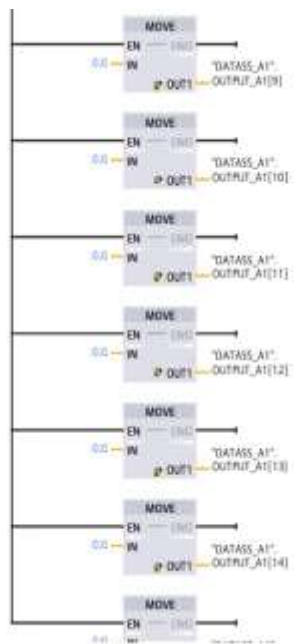 MOVE
EN ENO
0.0 IN
"DATASS_A1".
OUT1 OUTPUT_A1[9]
MOVE
EN ENO
0.0 IN
"DATASS_A1".
OUT1 OUTPUT_A1[10]
MOVE
EN ENO
0.0 IN
"DATASS_A1".
OUT1 OUTPUT_A1[11]
MOVE
EN ENO
0.0 IN
"DATASS_A1".
OUT1 OUTPUT_A1[12]
MOVE
EN ENO
0.0 IN
"DATASS_A1".
OUT1 OUTPUT_A1[13]
MOVE
EN ENO
0.0 IN
"DATASS_A1".
OUT1 OUTPUT_A1[14]
MOVE
EN ENO